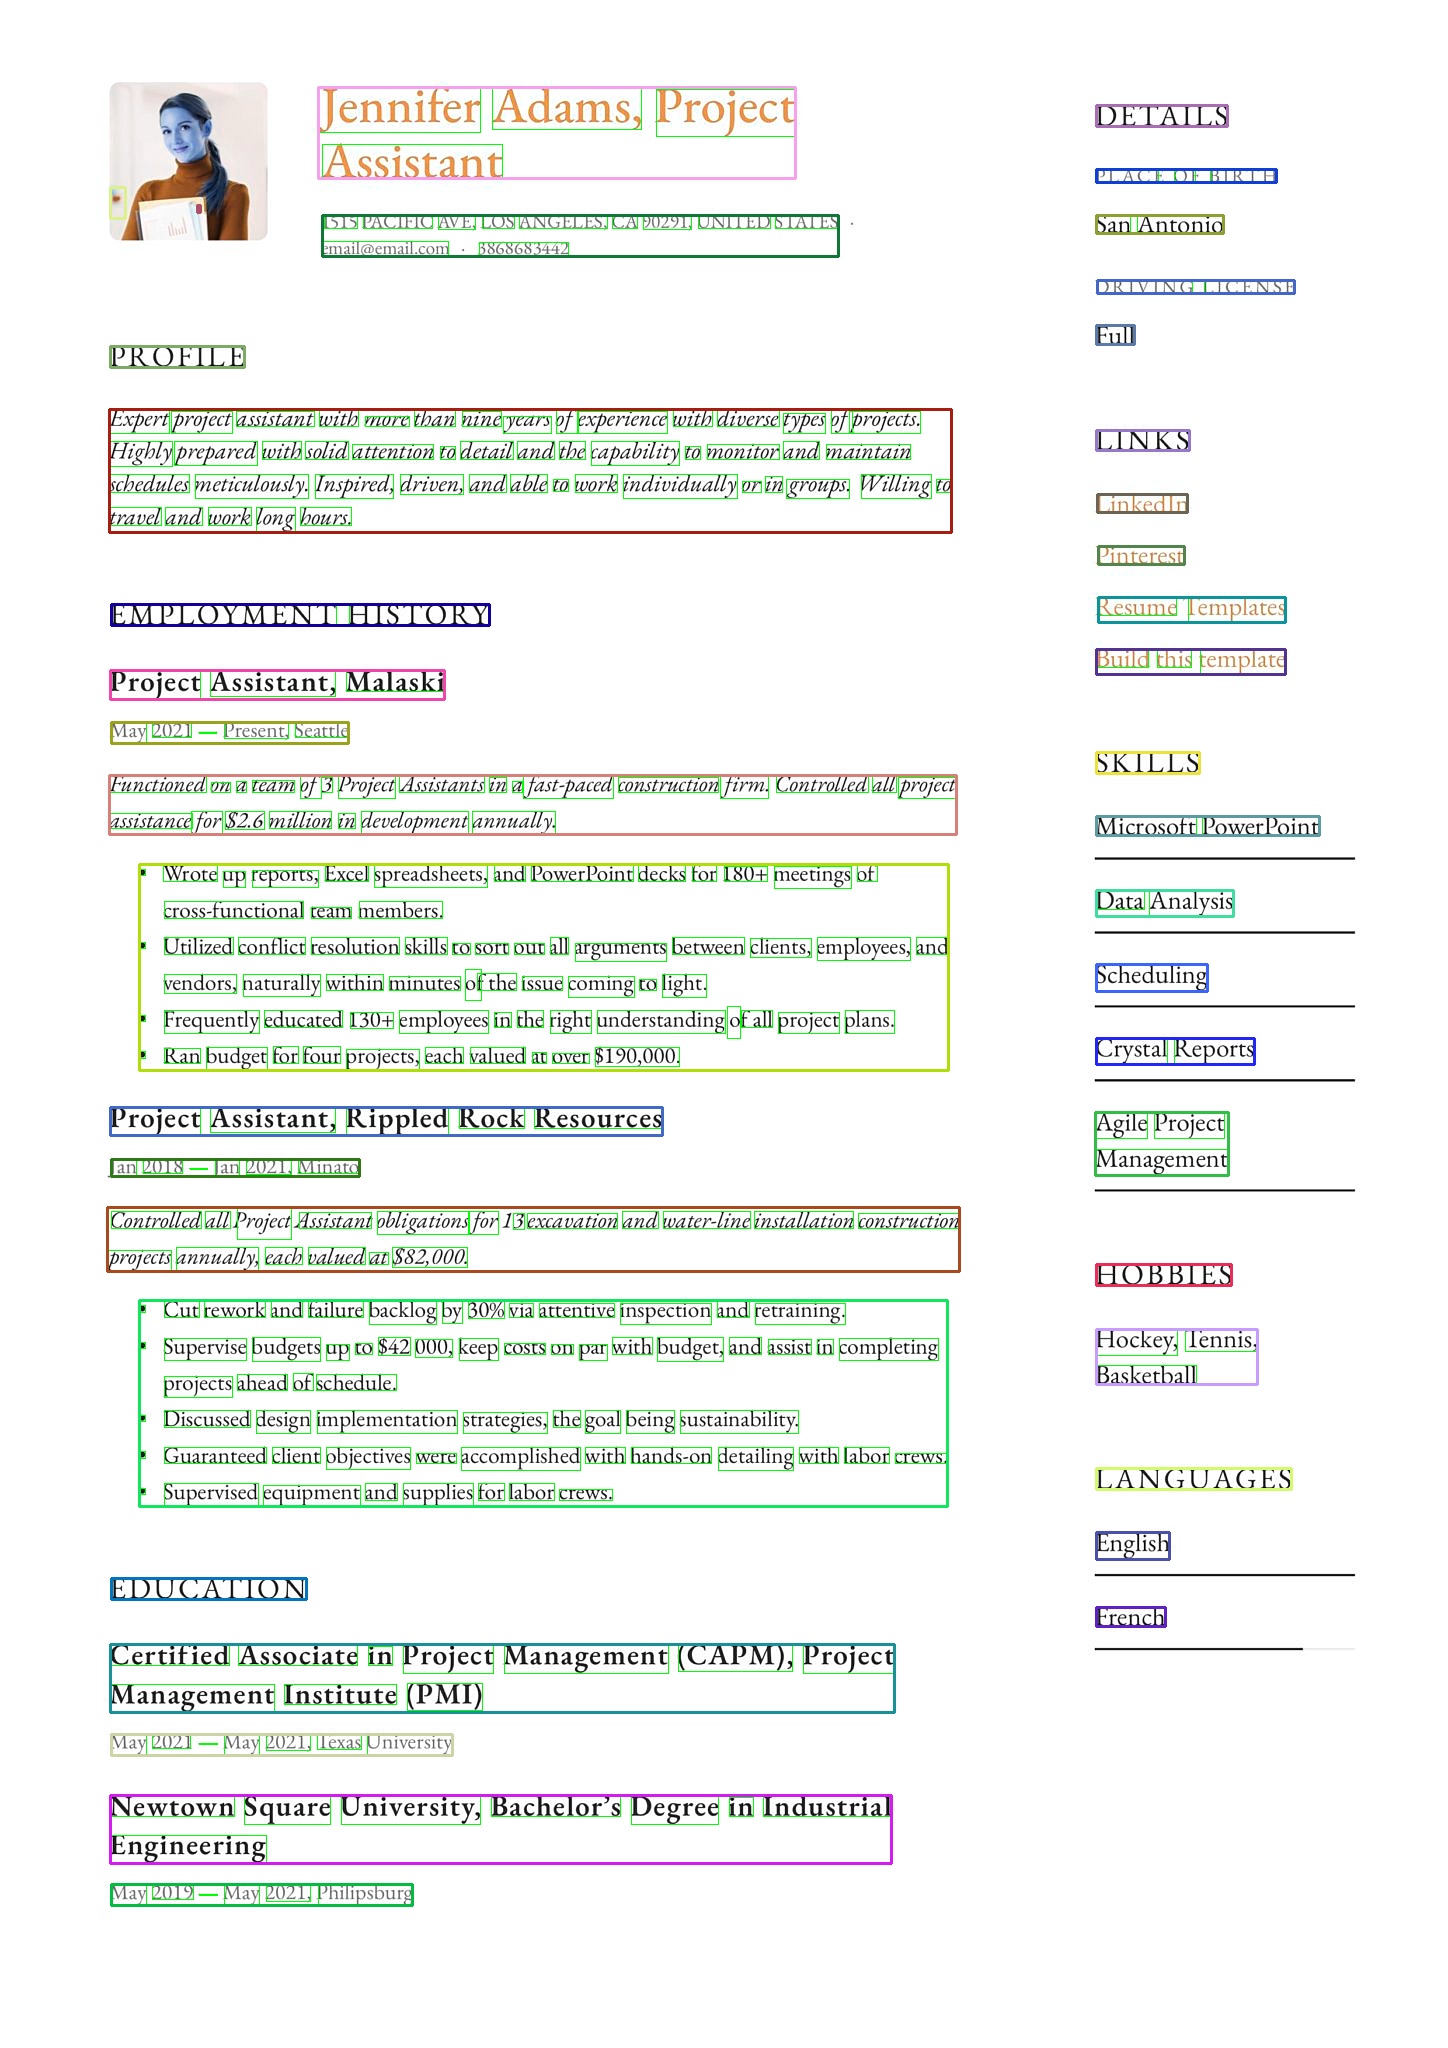 Jennifer Adams, Project
Assistant
1515 PACIFIC AVE, LOS ANGELES, CA 90291, UNITED STATES ·
email@email.com · 3868683442
PROFILE
Expert project assistant with more than nine years of experience with diverse types of projects.
Highly prepared with solid attention to detail and the capability to monitor and maintain
schedules meticulously. Inspired, driven, and able to work individually or in groups. Willing to
travel and work long hours.
EMPLOYMENT HISTORY
Project Assistant, Malaski
May 2021 — Present, Seattle
Functioned on a team of 3 Project Assistants in a fast-paced construction firm. Controlled all project
assistance for $2.6 million in development annually.
• Wrote up reports, Excel spreadsheets, and PowerPoint decks for 180+ meetings of
cross-functional team members.
• Utilized conflict resolution skills to sort out all arguments between clients, employees, and
vendors, naturally within minutes of the issue coming to light.
• Frequently educated 130+ employees in the right understanding of all project plans.
• Ran budget for four projects, each valued at over $190,000.
Project Assistant, Rippled Rock Resources
Jan 2018 — Jan 2021, Minato
Controlled all Project Assistant obligations for 13 excavation and water-line installation construction
projects annually, each valued at $82,000.
• Cut rework and failure backlog by 30% via attentive inspection and retraining.
• Supervise budgets up to $42 000, keep costs on par with budget, and assist in completing
projects ahead of schedule.
• Discussed design implementation strategies, the goal being sustainability.
• Guaranteed client objectives were accomplished with hands-on detailing with labor crews.
• Supervised equipment and supplies for labor crews.
EDUCATION
Certified Associate in Project Management (CAPM), Project
Management Institute (PMI)
May 2021 — May 2021, Texas University
Newtown Square University, Bachelor's Degree in Industrial
Engineering
May 2019 — May 2021, Philipsburg
DETAILS
PLACE OF BIRTH
San Antonio
DRIVING LICENSE
Full
LINKS
LinkedIn
Pinterest
Resume Templates
Build this template
SKILLS
Microsoft PowerPoint
Data Analysis
Scheduling
Crystal Reports
Agile Project
Management
HOBBIES
Hockey, Tennis,
Basketball
LANGUAGES
English
French